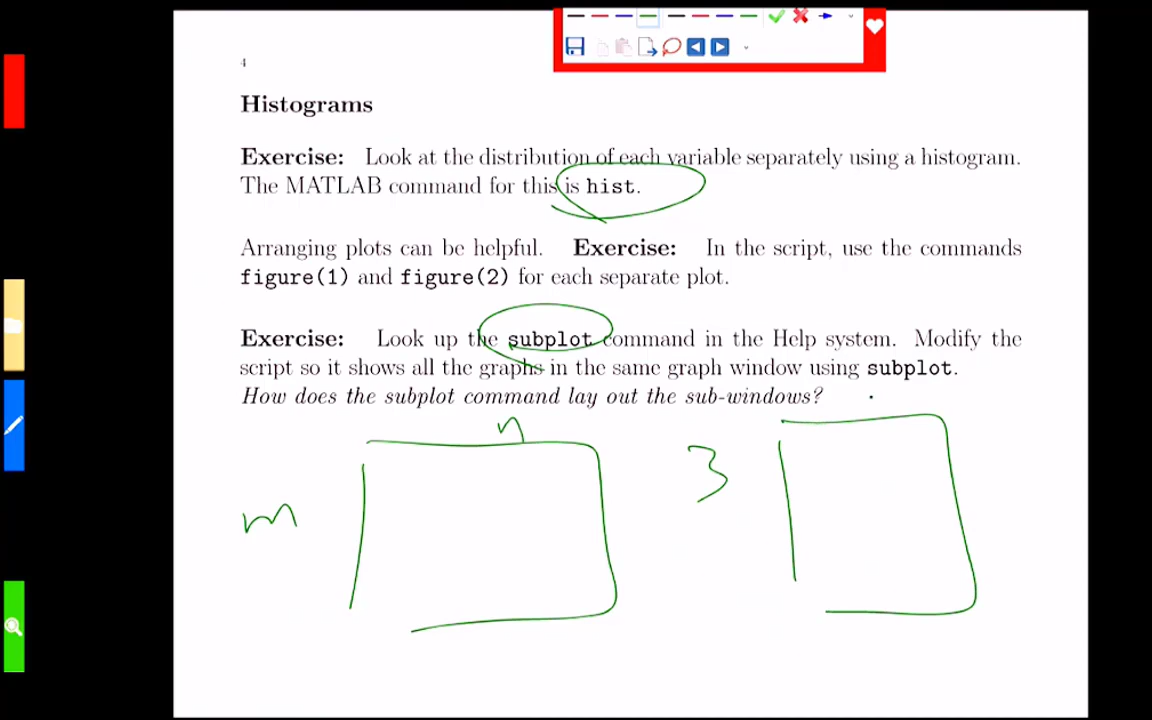 4
Histograms
Exercise: Look at the distribution of each variable separately using a histogram.
The MATLAB command for this is hist.
Arranging plots can be helpful. Exercise: In the script, use the commands
figure(1) and figure(2) for each separate plot.
Exercise: Look up the subplot command in the Help system. Modify the
script so it shows all the graphs in the same graph window using subplot.
How does the subplot command lay out the sub-windows?
n
m
3